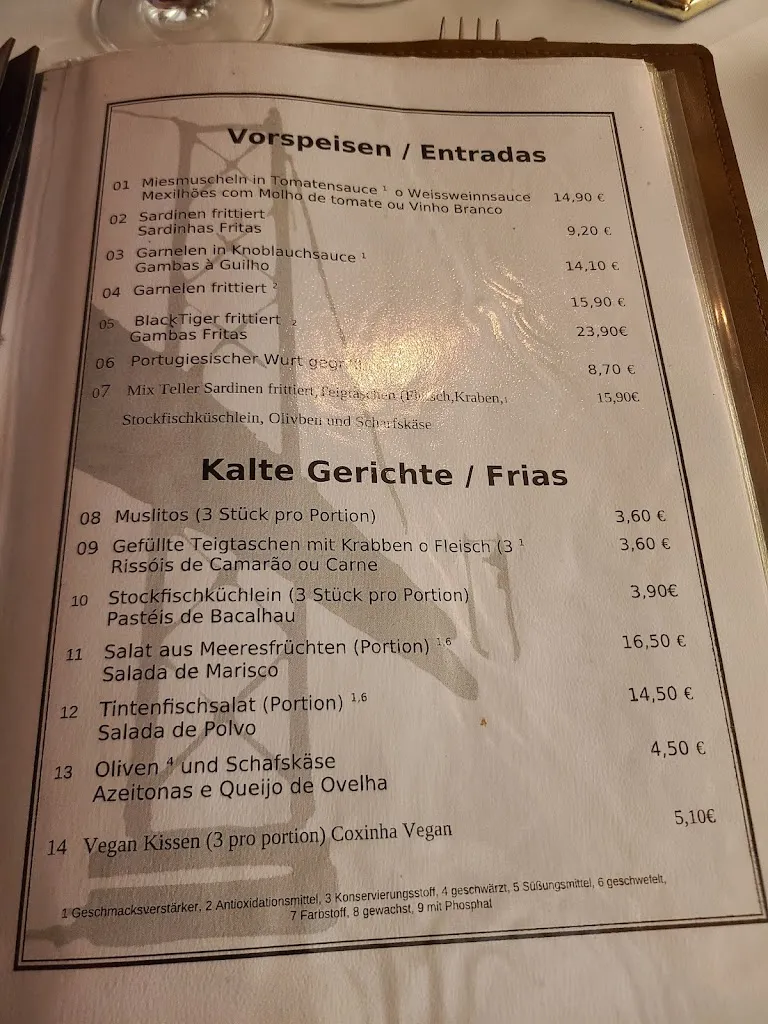 Vorspeisen / Entradas
01 Miesmuscheln in Tomatensauce ¹ o Weissweinnsauce 14,90 €
Mexilhões com Molho de tomate ou Vinho Branco
02 Sardinen frittiert
Sardinhas Fritas 9,20 €
03 Garnelen in Knoblauchsauce ¹
Gambas à Guilho 14,10 €
04 Garnelen frittiert ²
15,90 €
05 BlackTiger frittiert ²
Gambas Fritas 23,90€
06 Portugiesischer Wurt 8,70 €
07 Mix Teller Sardinen frittiert,Teigtaschen Kraben, 15,90€
Stockfischküschlein, Olivben und Scharfskäse
Kalte Gerichte / Frias
08 Muslitos (3 Stück pro Portion) 3,60 €
09 Gefüllte Teigtaschen mit Krabben o Fleisch (3 ¹ 3,60 €
Rissóis de Camarão ou Carne
10 Stockfischküchlein (3 Stück pro Portion) 3,90€
Pastéis de Bacalhau
11 Salat aus Meeresfrüchten (Portion) ¹,⁶ 16,50 €
Salada de Marisco
12 Tintenfischsalat (Portion) ¹,⁶ 14,50 €
Salada de Polvo
13 Oliven ⁴ und Schafskäse 4,50 €
Azeitonas e Queijo de Ovelha
14 Vegan Kissen (3 pro portion) Coxinha Vegan 5,10€
1 Geschmacksverstärker, 2 Antioxidationsmittel, 3 Konservierungsstoff, 4 geschwärzt, 5 Süßungsmittel, 6 geschwefelt,
7 Farbstoff, 8 gewachst, 9 mit Phosphat